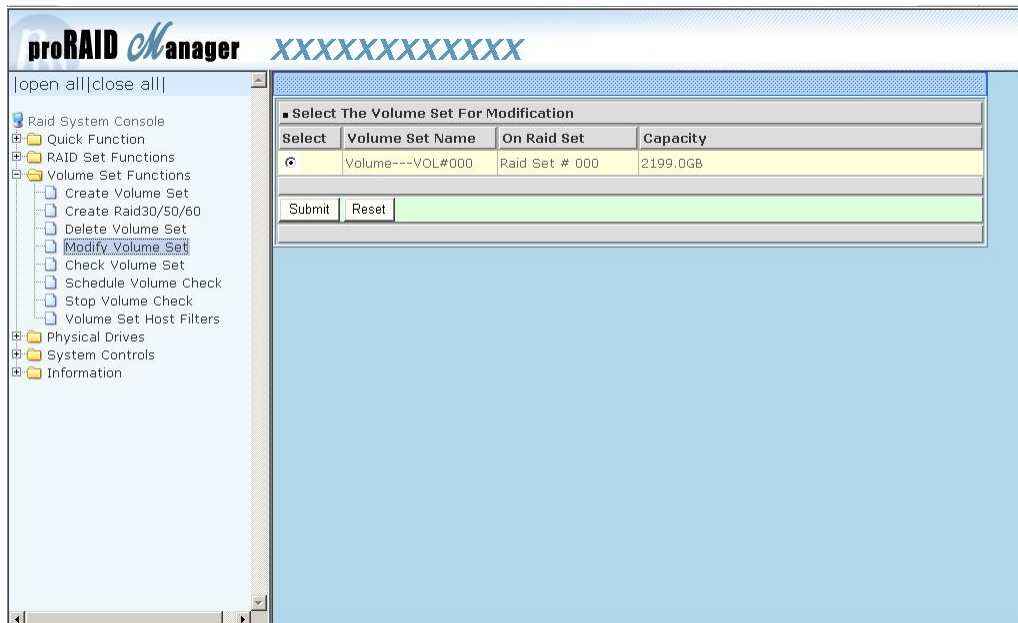 proRAID Manager XXXXXXXXXXXX
|open all|close all|
Raid System Console
Quick Function
RAID Set Functions
Volume Set Functions
Create Volume Set
Create Raid30/50/60
Delete Volume Set
Modify Volume Set
Check Volume Set
Schedule Volume Check
Stop Volume Check
Volume Set Host Filters
Physical Drives
System Controls
Information
Select The Volume Set For Modification
Select Volume Set Name On Raid Set Capacity
Volume---VOL#000 Raid Set # 000 2199.0GB
Submit Reset